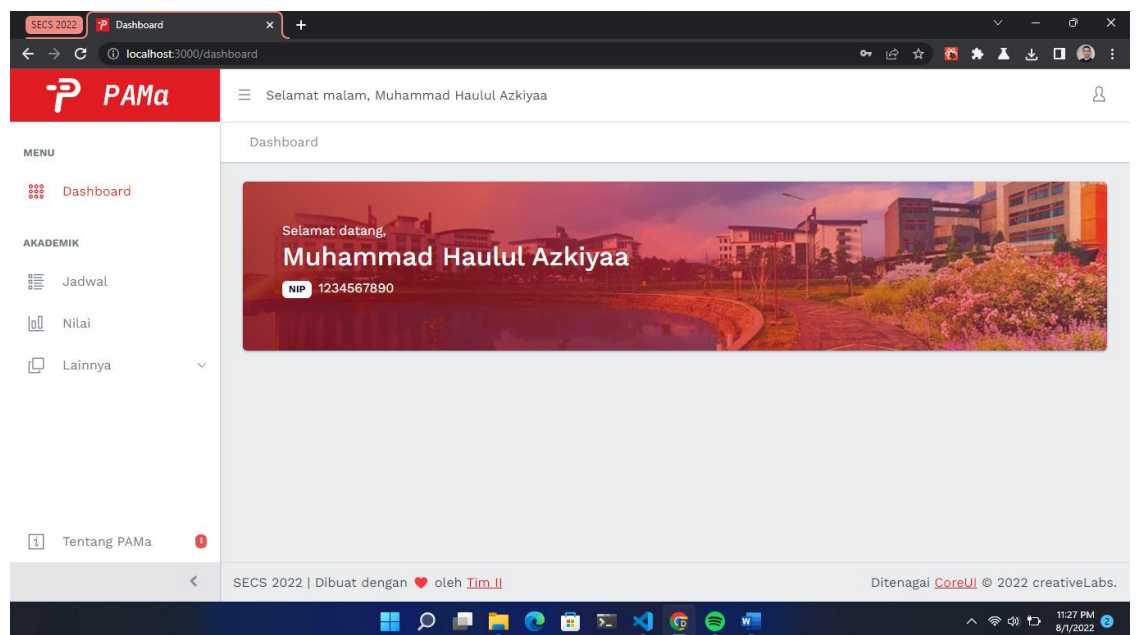 SECS 2022
Dashboard
localhost:3000/dashboard
PAMa
Selamat malam, Muhammad Haulul Azkiyaa
MENU
Dashboard
Dashboard
AKADEMIK
Jadwal
Nilai
Lainnya
Selamat datang,
Muhammad Haulul Azkiyaa
NIP 1234567890
Tentang PAMa !
SECS 2022 | Dibuat dengan ❤ oleh Tim II
Ditenagai CoreUI © 2022 creativeLabs.
11:27 PM
8/1/2022
2